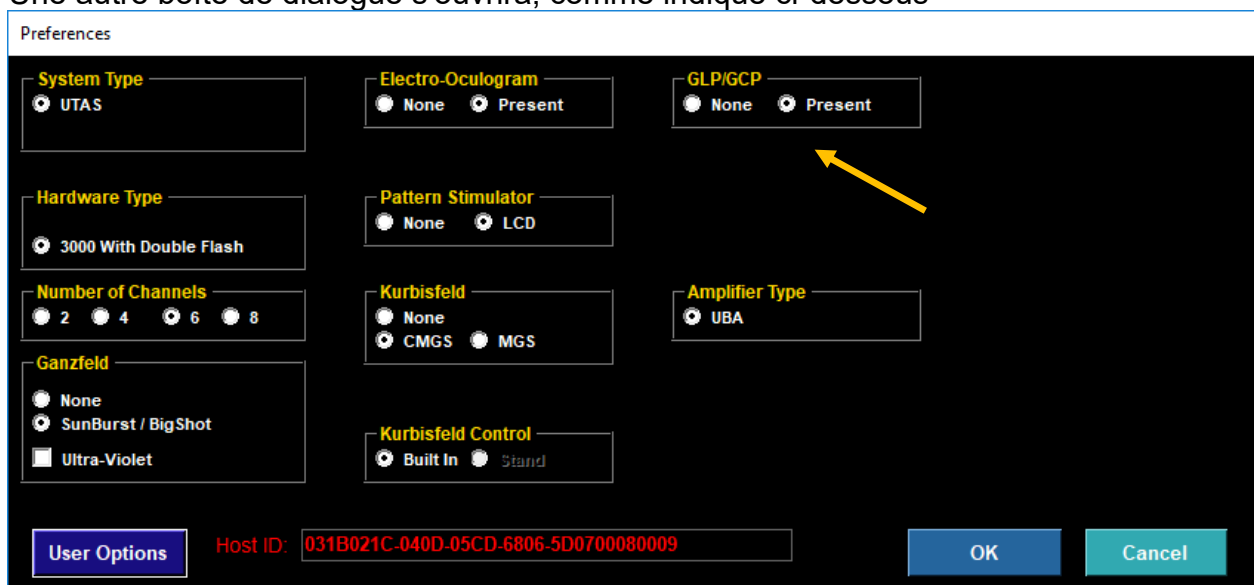 Une autre boîte de dialogue s'ouvrira, comme indiqué ci-dessous
Preferences
System Type
UTAS
Electro-Oculogram
None Present
GLP/GCP
None Present
Hardware Type
3000 With Double Flash
Pattern Stimulator
None LCD
Number of Channels
2 4 6 8
Kurbisfeld
None
CMGS MGS
Amplifier Type
UBA
Ganzfeld
None
SunBurst / BigShot
Ultra-Violet
Kurbisfeld Control
Built In Stand
User Options
Host ID: 031B021C-040D-05CD-6806-5D0700080009
OK
Cancel